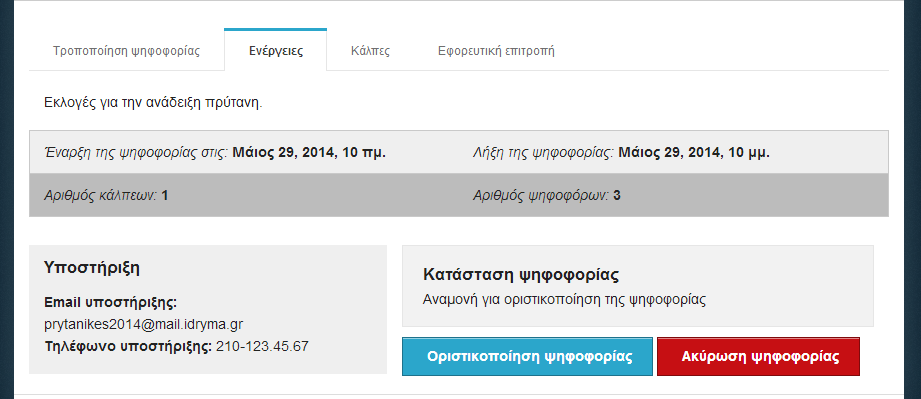 Τροποποίηση ψηφοφορίας Ενέργειες Κάλπες Εφορευτική επιτροπή
Εκλογές για την ανάδειξη πρύτανη.
Έναρξη της ψηφοφορίας στις: Μάιος 29, 2014, 10 πμ. Λήξη της ψηφοφορίας: Μάιος 29, 2014, 10 μμ.
Αριθμός κάλπεων: 1 Αριθμός ψηφοφόρων: 3
Υποστήριξη
Email υποστήριξης:
prytanikes2014@mail.idryma.gr
Τηλέφωνο υποστήριξης: 210-123.45.67
Κατάσταση ψηφοφορίας
Αναμονή για οριστικοποίηση της ψηφοφορίας
Οριστικοποίηση ψηφοφορίας Ακύρωση ψηφοφορίας